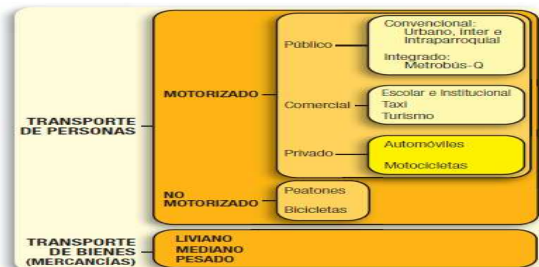 TRANSPORTE
DE PERSONAS
MOTORIZADO
Público
Convencional:
Urbano, Inter e
Intraparroquial
Integrado:
Metrobús-Q
Comercial
Escolar e Institucional
Taxi
Turismo
Privado
Automóviles
Motocicletas
NO
MOTORIZADO
Peatones
Bicicletas
TRANSPORTE
DE BIENES
(MERCANCÍAS)
LIVIANO
MEDIANO
PESADO